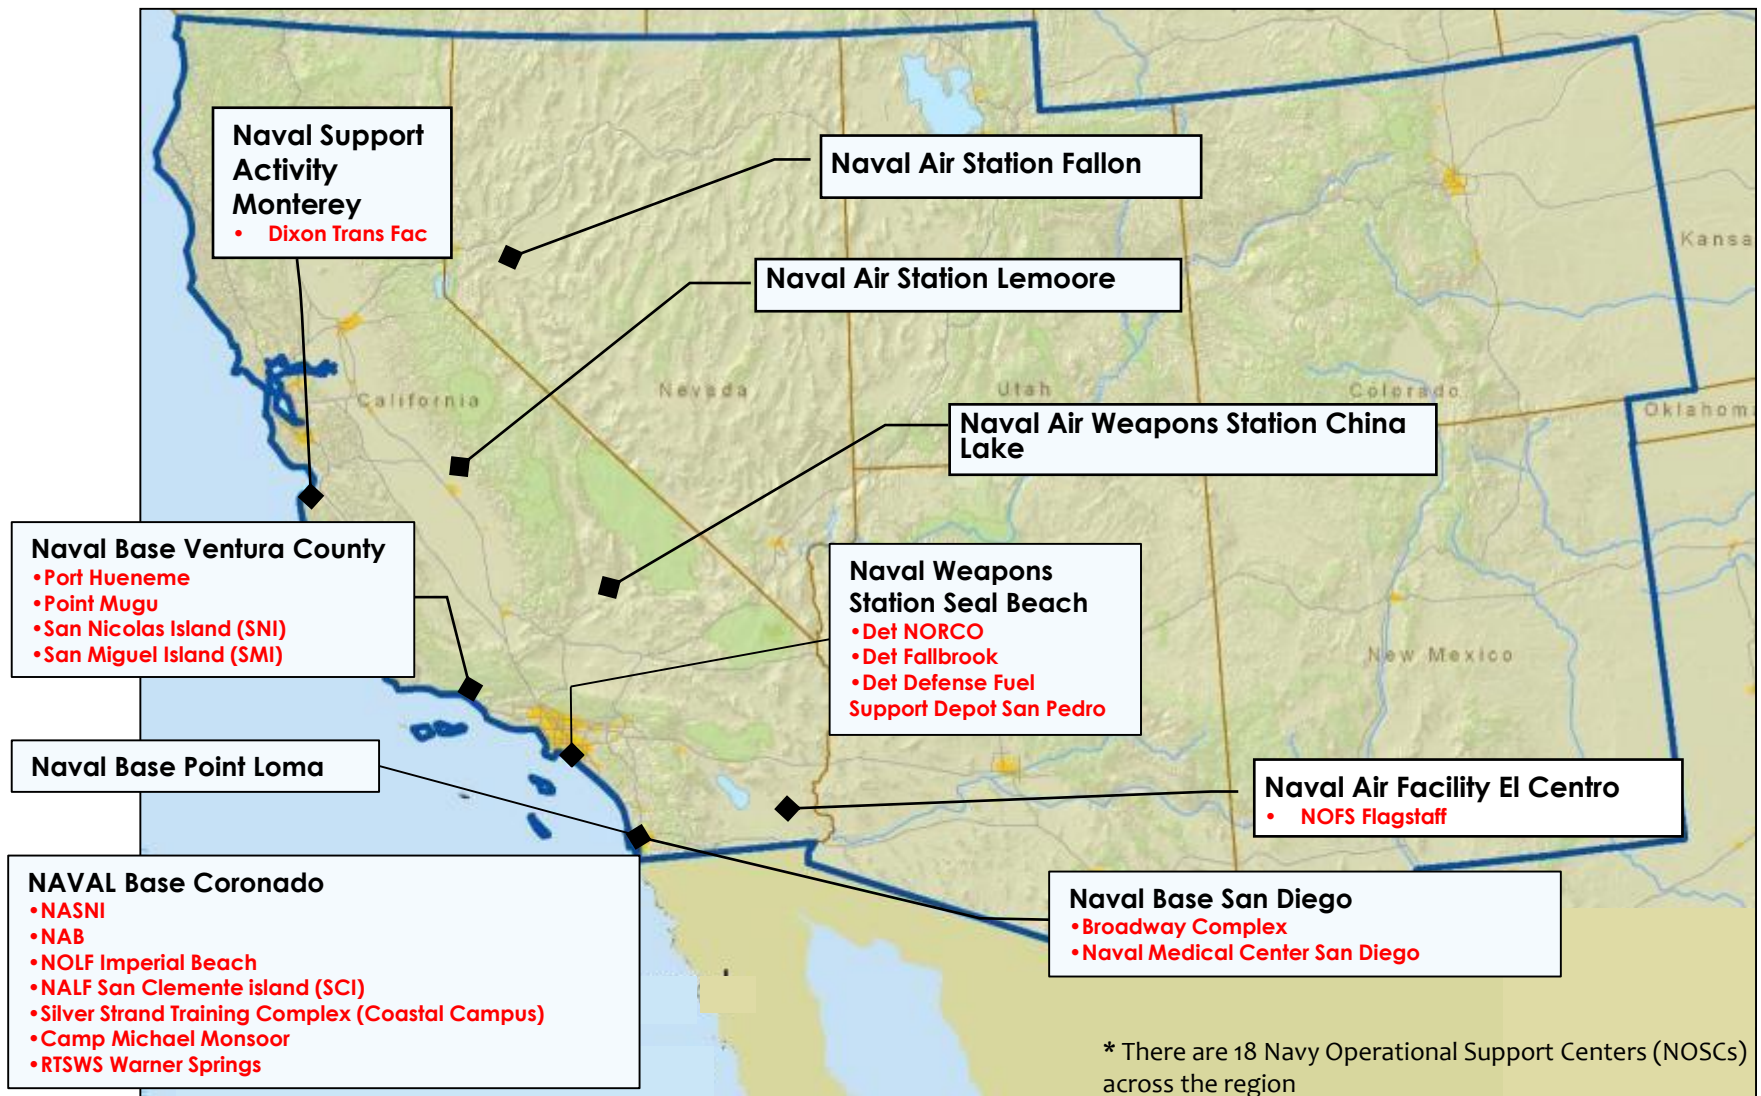 Naval Support
Activity
Monterey
• Dixon Trans Fac
Naval Air Station Fallon
Naval Air Station Lemoore
Kansa
California
Nevada
Utah
Colorado
Oklahom
Naval Air Weapons Station China
Lake
Naval Base Ventura County
•Port Hueneme
•Point Mugu
•San Nicolas Island (SNI)
•San Miguel Island (SMI)
Naval Weapons
Station Seal Beach
•Det NORCO
•Det Fallbrook
•Det Defense Fuel
Support Depot San Pedro
New Mexico
Naval Base Point Loma
Naval Air Facility El Centro
• NOFS Flagstaff
NAVAL Base Coronado
•NASNI
•NAB
•NOLF Imperial Beach
•NALF San Clemente island (SCI)
•Silver Strand Training Complex (Coastal Campus)
•Camp Michael Monsoor
•RTSWS Warner Springs
Naval Base San Diego
•Broadway Complex
•Naval Medical Center San Diego
* There are 18 Navy Operational Support Centers (NOSCs)
across the region